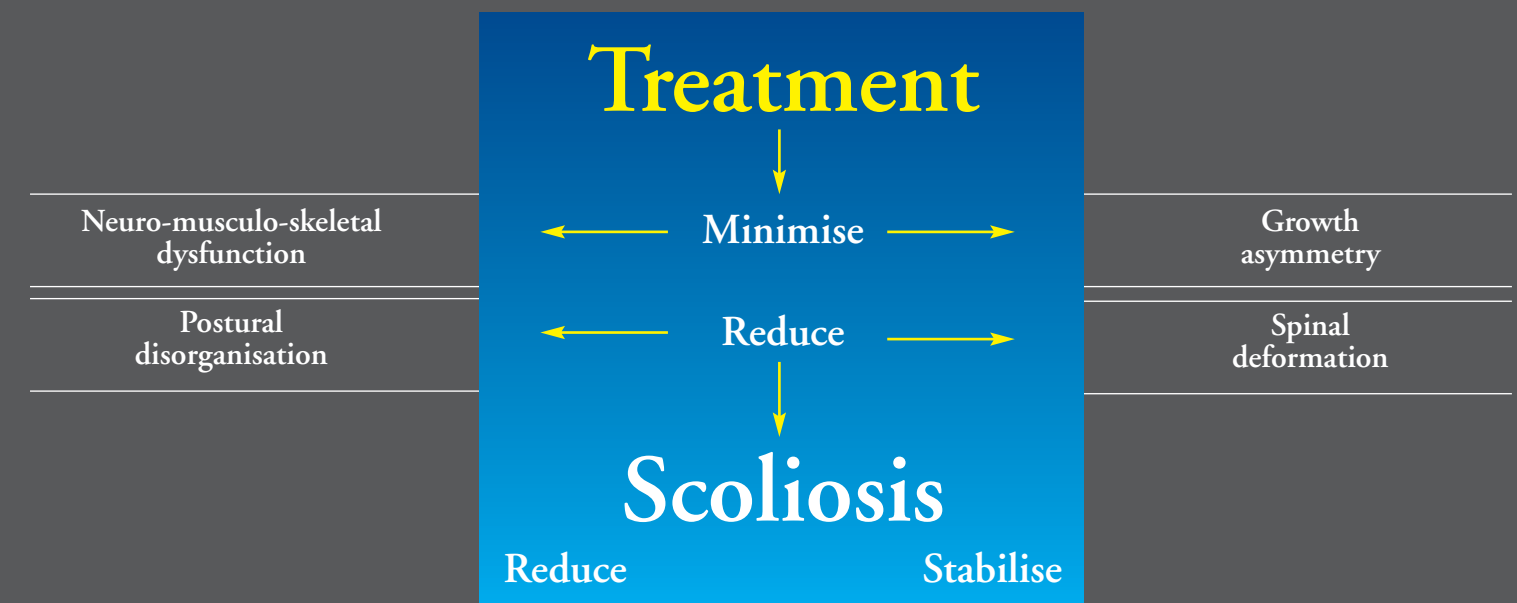 Treatment
Neuro-musculo-skeletal
dysfunction
Minimise
Growth
asymmetry
Postural
disorganisation
Reduce
Spinal
deformation
Scoliosis
Reduce
Stabilise